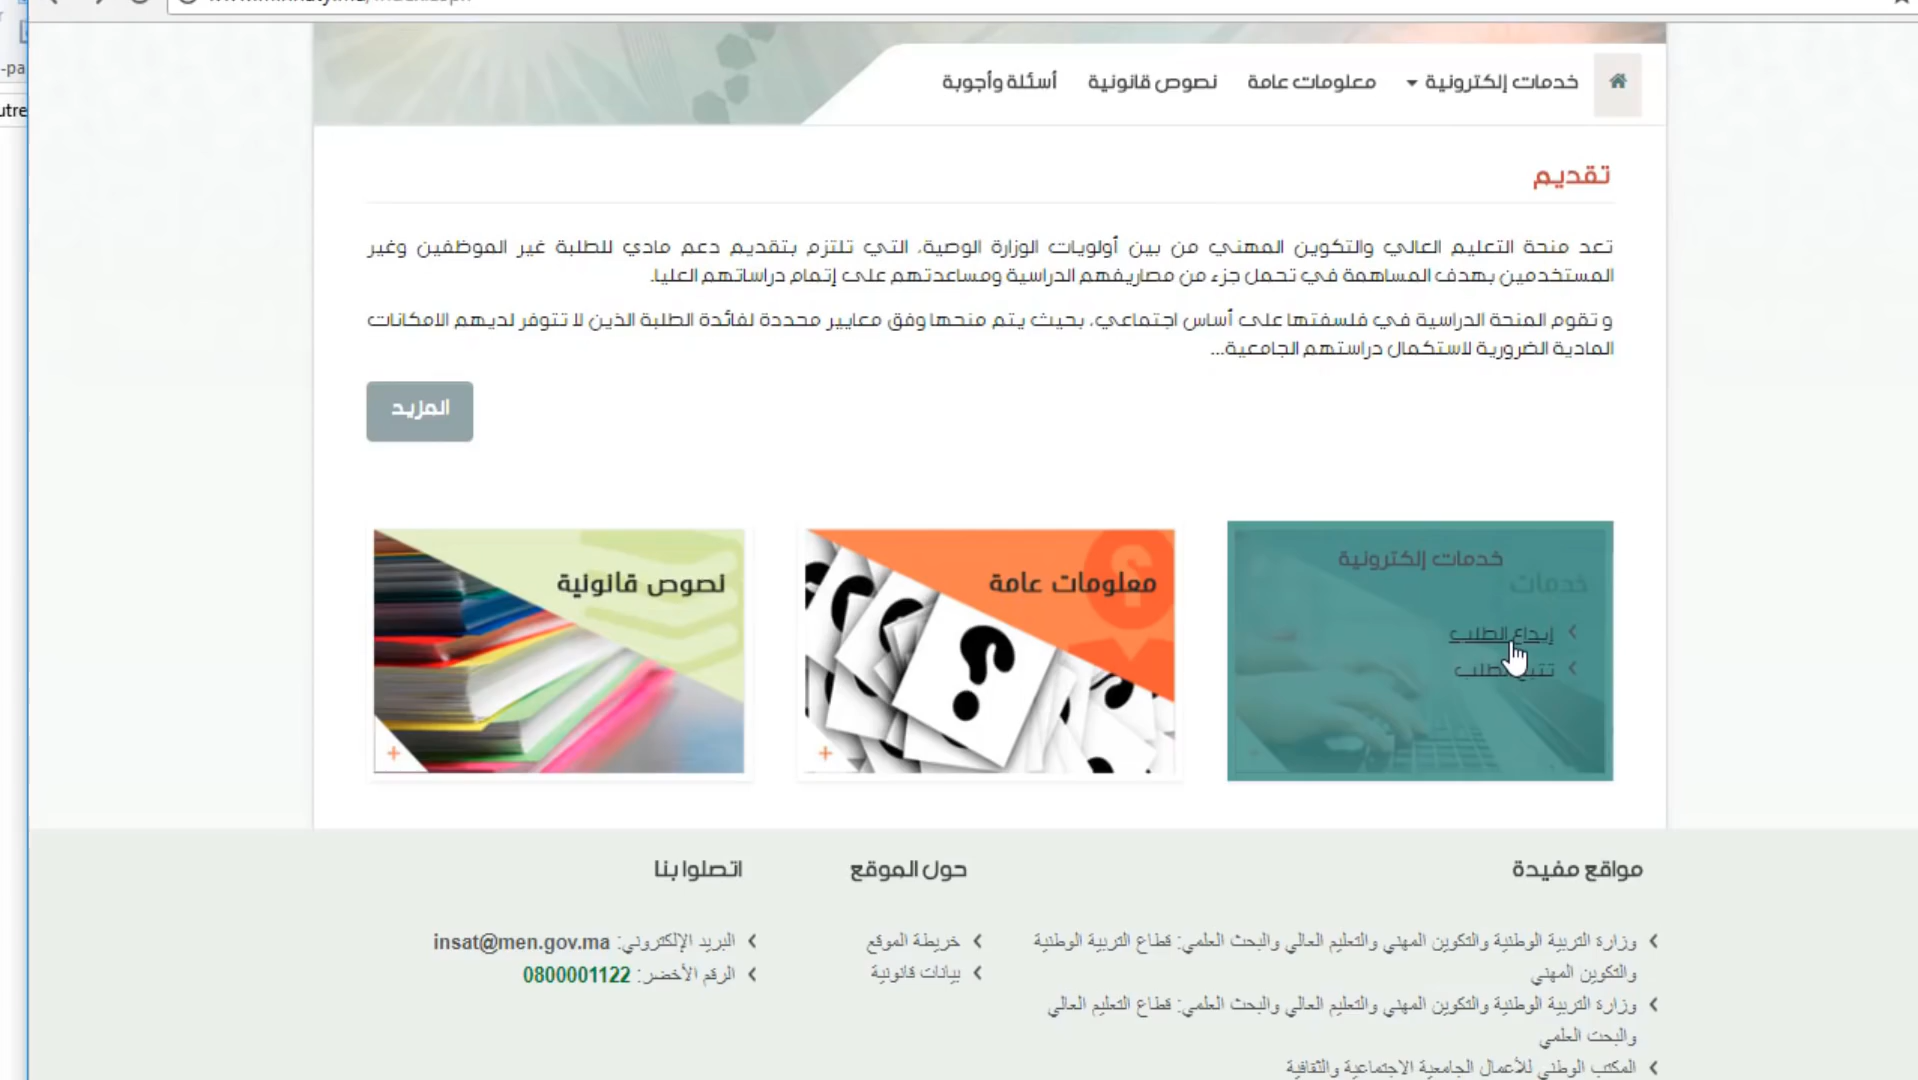 خدمات إلكترونية
معلومات عامة
نصوص قانونية
أسئلة وأجوبة
تقديم
تعد منحة التعليم العالي والتكوين المهني من بين أولويات الوزارة الوصية، التي تلتزم بتقديم دعم مادي للطلبة غير الموظفين وغير
المستخدمين بهدف المساهمة في تحمل جزء من مصاريفهم الدراسية ومساعدتهم على إتمام دراساتهم العليا.
و تقوم المنحة الدراسية في فلسفتها على أساس اجتماعي، بحيث يتم منحها وفق معايير محددة لفائدة الطلبة الذين لا تتوفر لديهم الامكانات
المادية الضرورية لاستكمال دراستهم الجامعية...
المزيد
خدمات إلكترونية
خدمات
إيداع الطلب
الطلب
معلومات عامة
نصوص قانونية
مواقع مفيدة
وزارة التربية الوطنية والتكوين المهني والتعليم العالي والبحث العلمي: قطاع التربية الوطنية
والتكوين المهني
وزارة التربية الوطنية والتكوين المهني والتعليم العالي والبحث العلمي: قطاع التعليم العالي
والبحث العلمي
المكتب الوطني للأعمال الجامعية الاجتماعية والثقافية
حول الموقع
خريطة الموقع
بيانات قانونية
اتصلوا بنا
البريد الإلكتروني: insat@men.gov.ma
الرقم الأخضر: 0800001122
-pa
utre